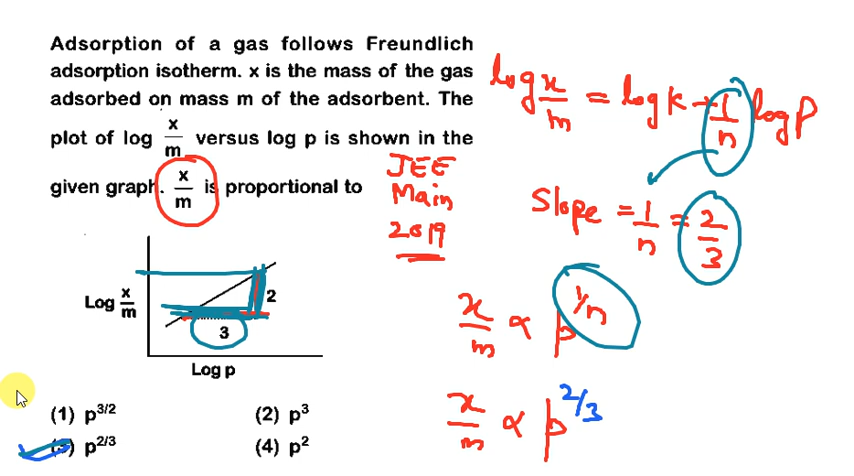 Adsorption of a gas follows Freundlich
adsorption isotherm. x is the mass of the gas
adsorbed on mass m of the adsorbent. The
plot of log x/m versus log p is shown in the
given graph. x/m is proportional to
JEE
Main
2019
log x/m = log K + 1/n log P
Slope = 1/n = 2/3
x/m ∝ p^1/n
x/m ∝ p^2/3
Log x/m
2
3
Log p
(1) p^3/2 (2) p^3
(3) p^2/3 (4) p^2